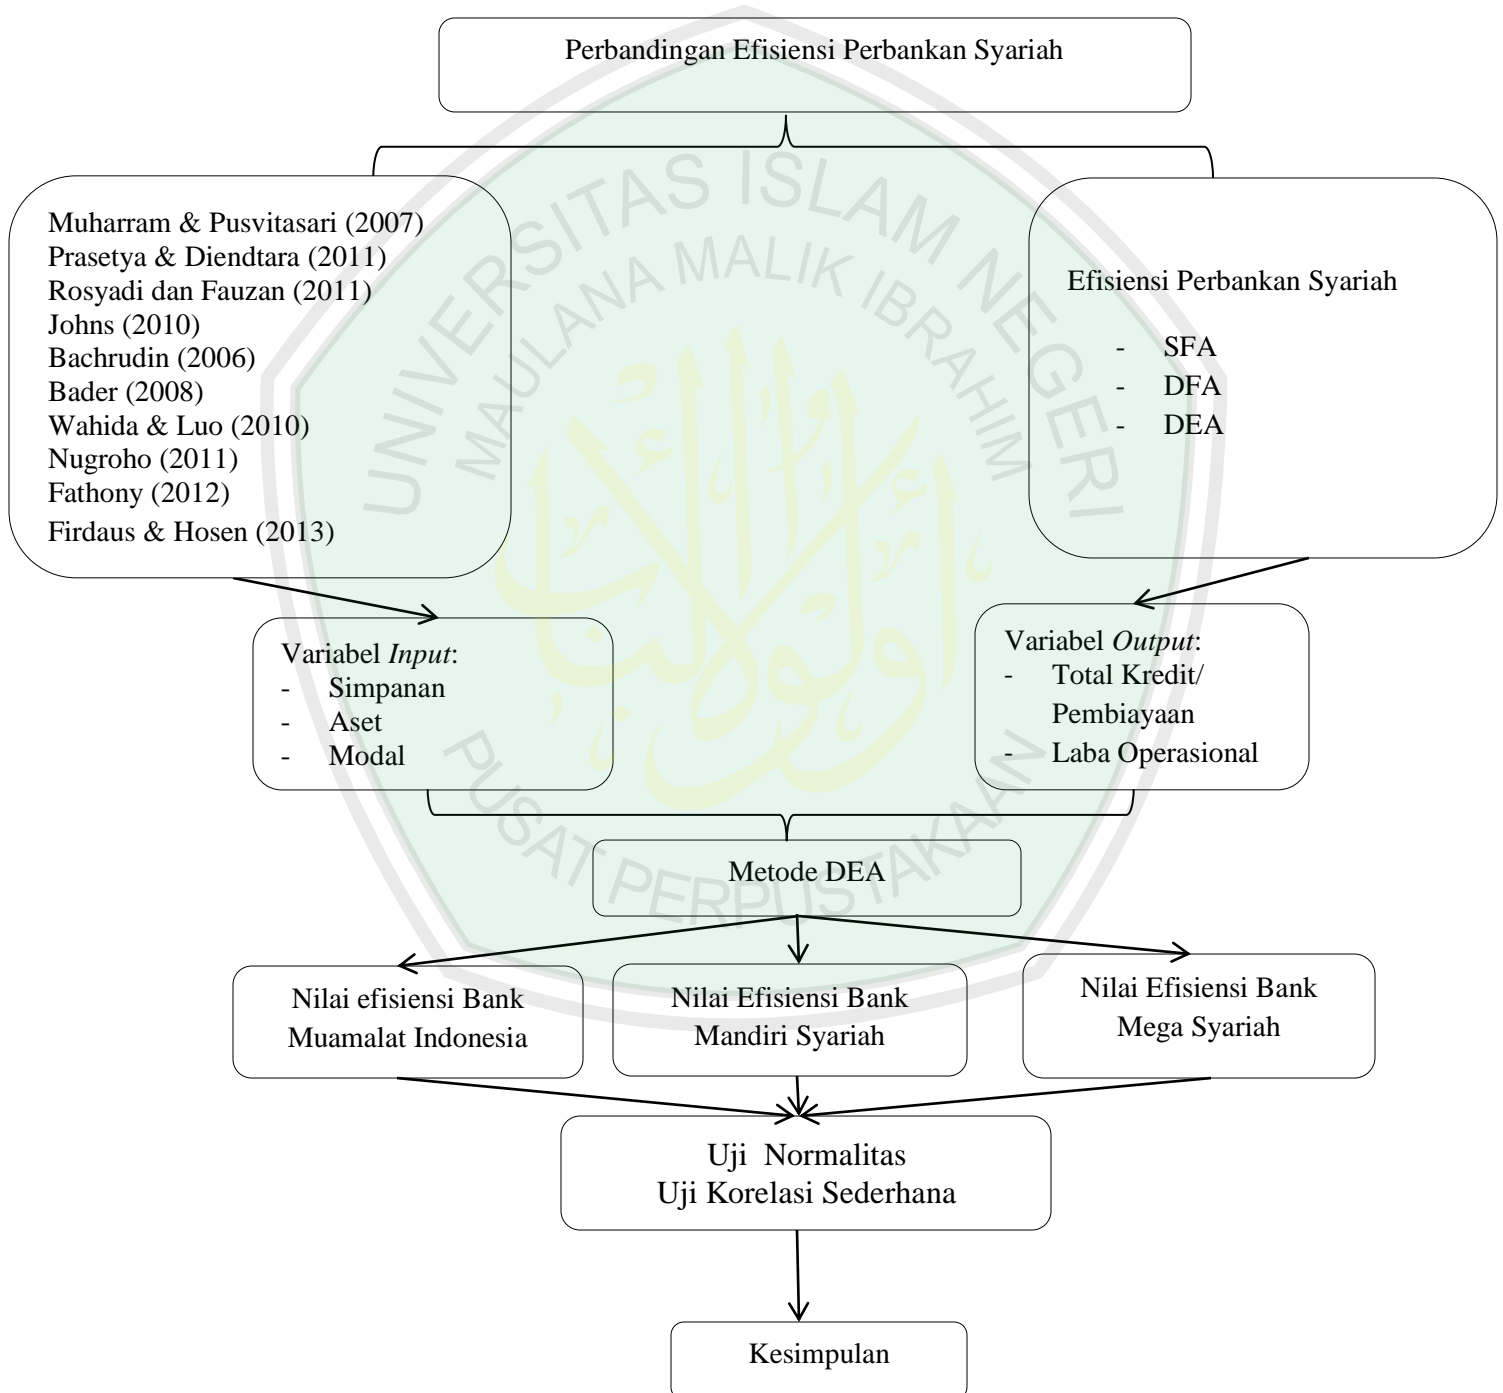 Perbandingan Efisiensi Perbankan Syariah
Muharram & Pusvitasari (2007)
Prasetya & Diendtara (2011)
Rosyadi dan Fauzan (2011)
Johns (2010)
Bachrudin (2006)
Bader (2008)
Wahida & Luo (2010)
Nugroho (2011)
Fathony (2012)
Firdaus & Hosen (2013)
Efisiensi Perbankan Syariah
- SFA
- DFA
- DEA
Variabel Input:
- Simpanan
- Aset
- Modal
Variabel Output:
- Total Kredit/
Pembiayaan
- Laba Operasional
Metode DEA
Nilai efisiensi Bank
Muamalat Indonesia
Nilai Efisiensi Bank
Mandiri Syariah
Nilai Efisiensi Bank
Mega Syariah
Uji  Normalitas
Uji Korelasi Sederhana
Kesimpulan
UNIVERSITAS ISLAM NEGERI
MAULANA MALIK IBRAHIM
PUSAT PERPUSTAKAAN